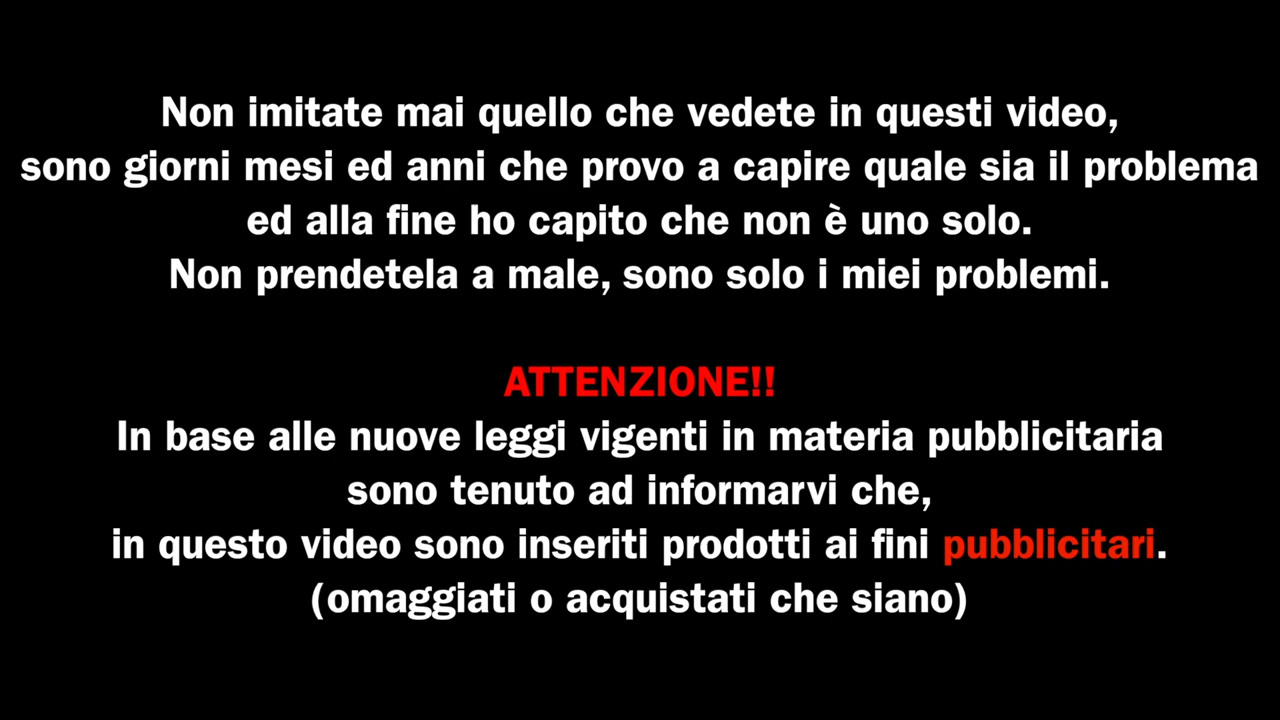 Non imitate mai quello che vedete in questi video,
sono giorni mesi ed anni che provo a capire quale sia il problema
ed alla fine ho capito che non è uno solo.
Non prendetela a male, sono solo i miei problemi.
ATTENZIONE!!
In base alle nuove leggi vigenti in materia pubblicitaria
sono tenuto ad informarvi che,
in questo video sono inseriti prodotti ai fini pubblicitari.
(omaggiati o acquistati che siano)